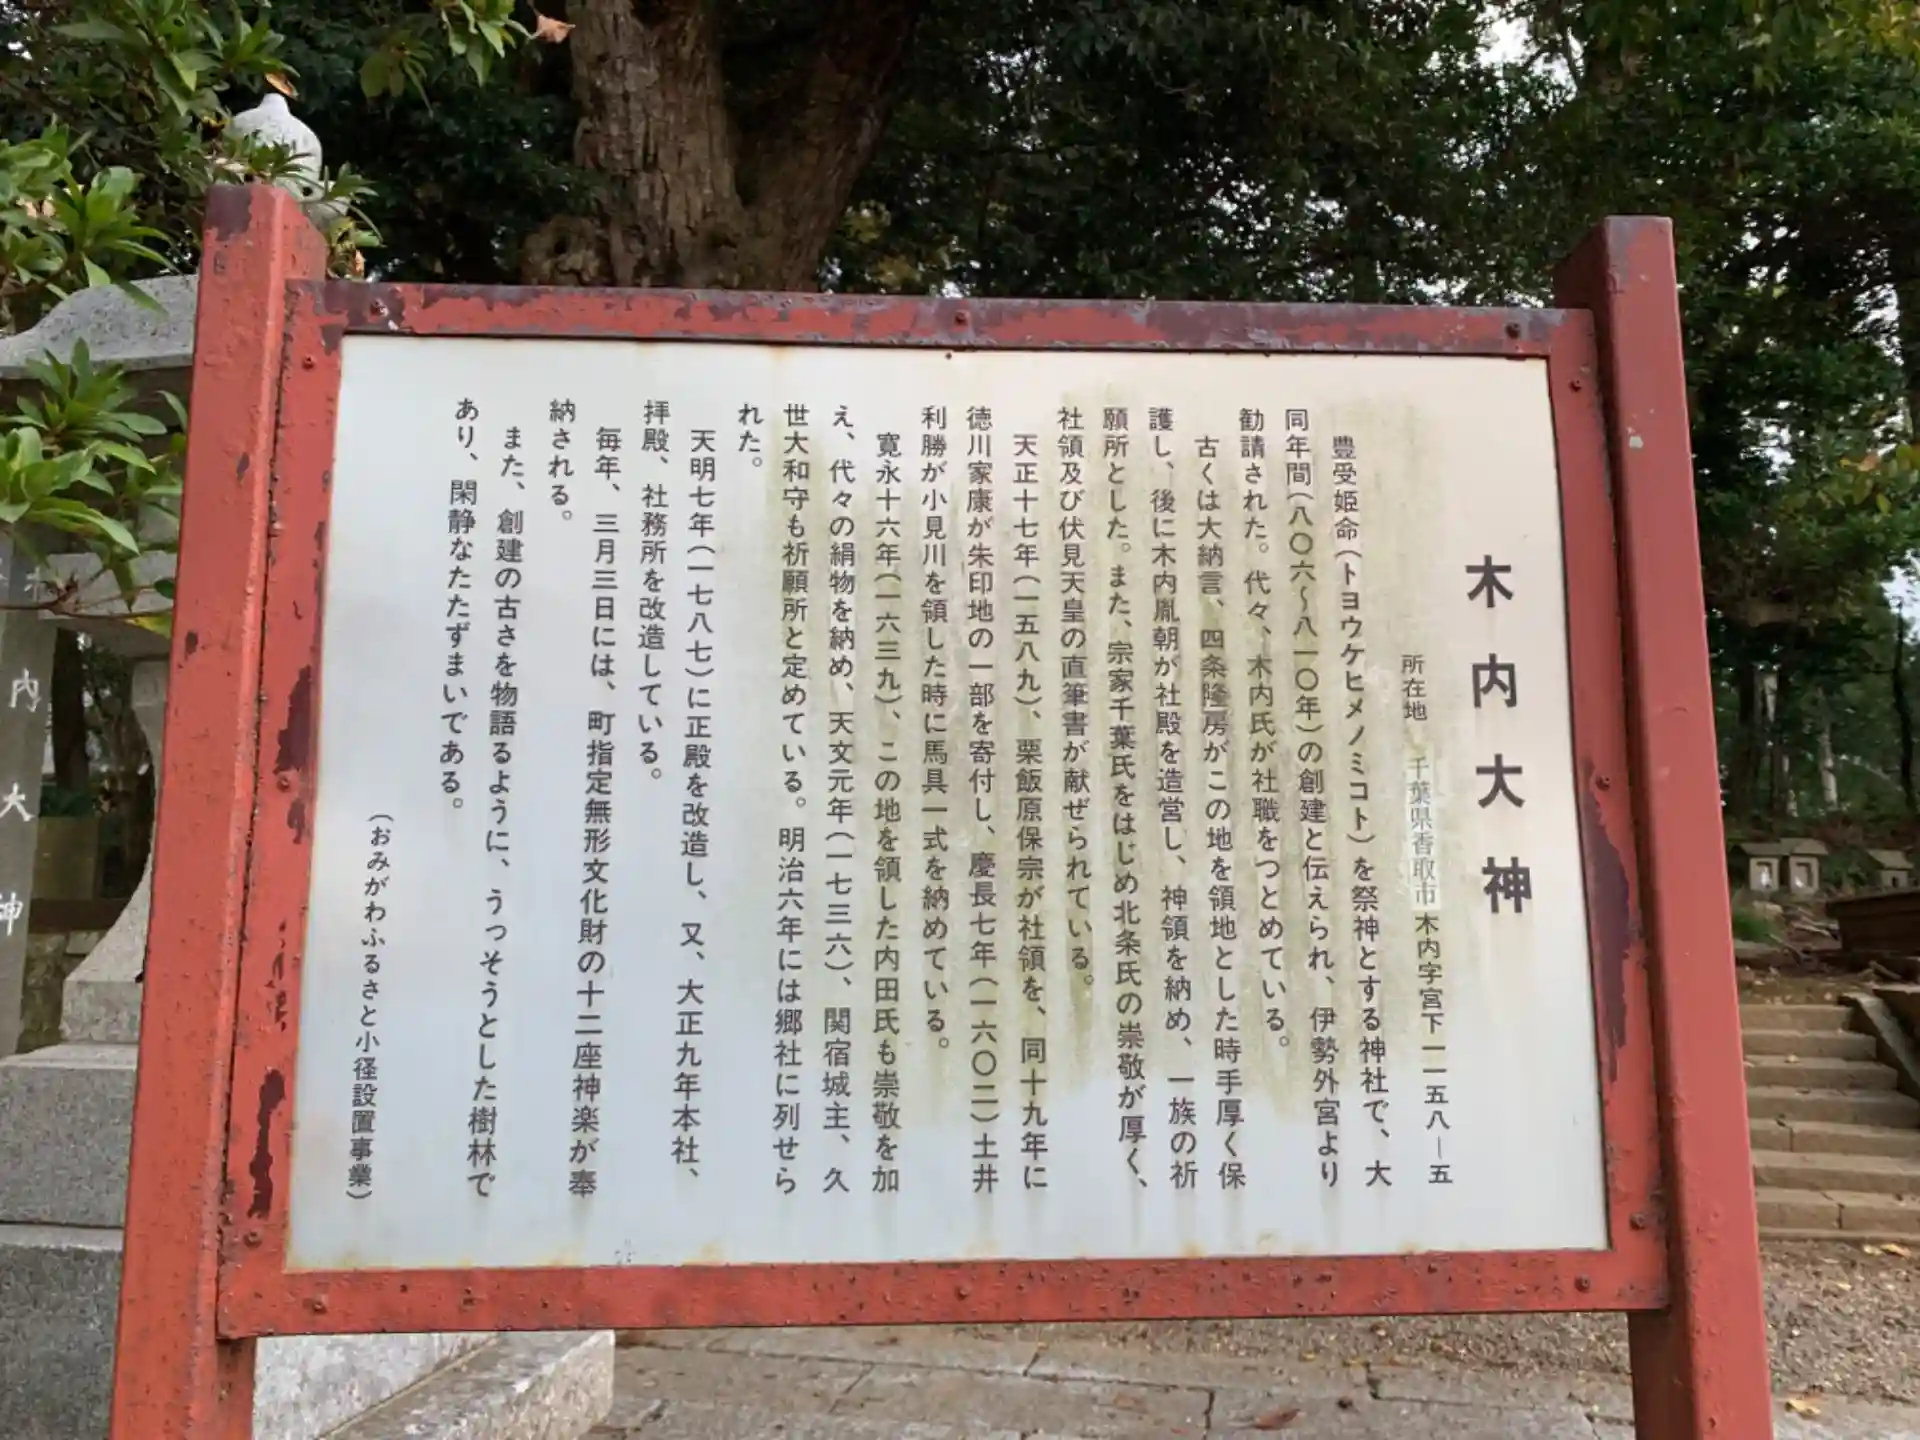 木内大神
所在地 千葉県香取市木内字宮下一一五八―五
豊受姫命(トヨウケヒメノミコト)を祭神とする神社で、大
同年間(八〇六~八一〇年)の創建と伝えられ、伊勢外宮より
勧請された。代々、木内氏が社職をつとめている。
古くは大納言、四条隆房がこの地を領地とした時手厚く保
護し、後に木内胤朝が社殿を造営し、神領を納め、一族の祈
願所とした。また、宗家千葉氏をはじめ北条氏の崇敬が厚く、
社領及び伏見天皇の直筆書が献ぜられている。
天正十七年(一五八九)、粟飯原保宗が社領を、同十九年に
徳川家康が朱印地の一部を寄付し、慶長七年(一六〇二)土井
利勝が小見川を領した時に馬具一式を納めている。
寛永十六年(一六三九)、この地を領した内田氏も崇敬を加
え、代々の絹物を納め、天文元年(一七三六)、関宿城主、久
世大和守も祈願所と定めている。明治六年には郷社に列せら
れた。
天明七年(一七八七)に正殿を改造し、又、大正九年本社、
拝殿、社務所を改造している。
毎年、三月三日には、町指定無形文化財の十二座神楽が奉
納される。
また、創建の古さを物語るように、うっそうとした樹林で
あり、閑静なたたずまいである。
(おみがわふるさと小径設置事業)
内大神